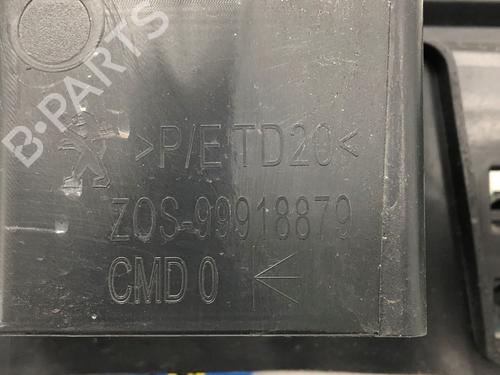 B-PARTS
>P/E TD20<
ZOS-99918879
CMD 0